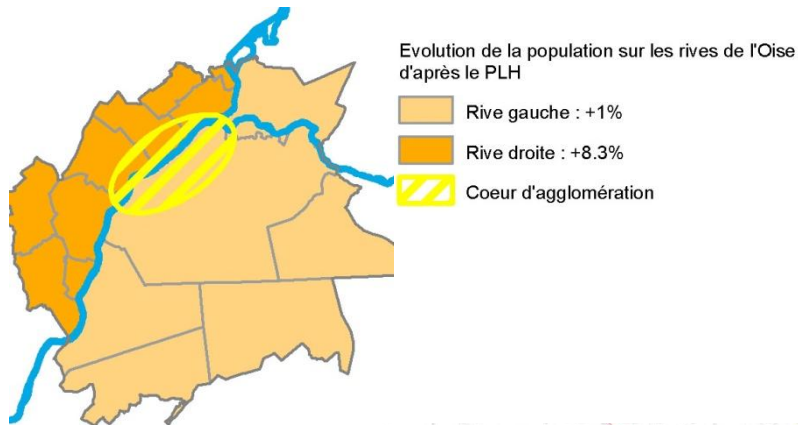 Evolution de la population sur les rives de l'Oise
d'après le PLH
Rive gauche : +1%
Rive droite : +8.3%
Coeur d'agglomération